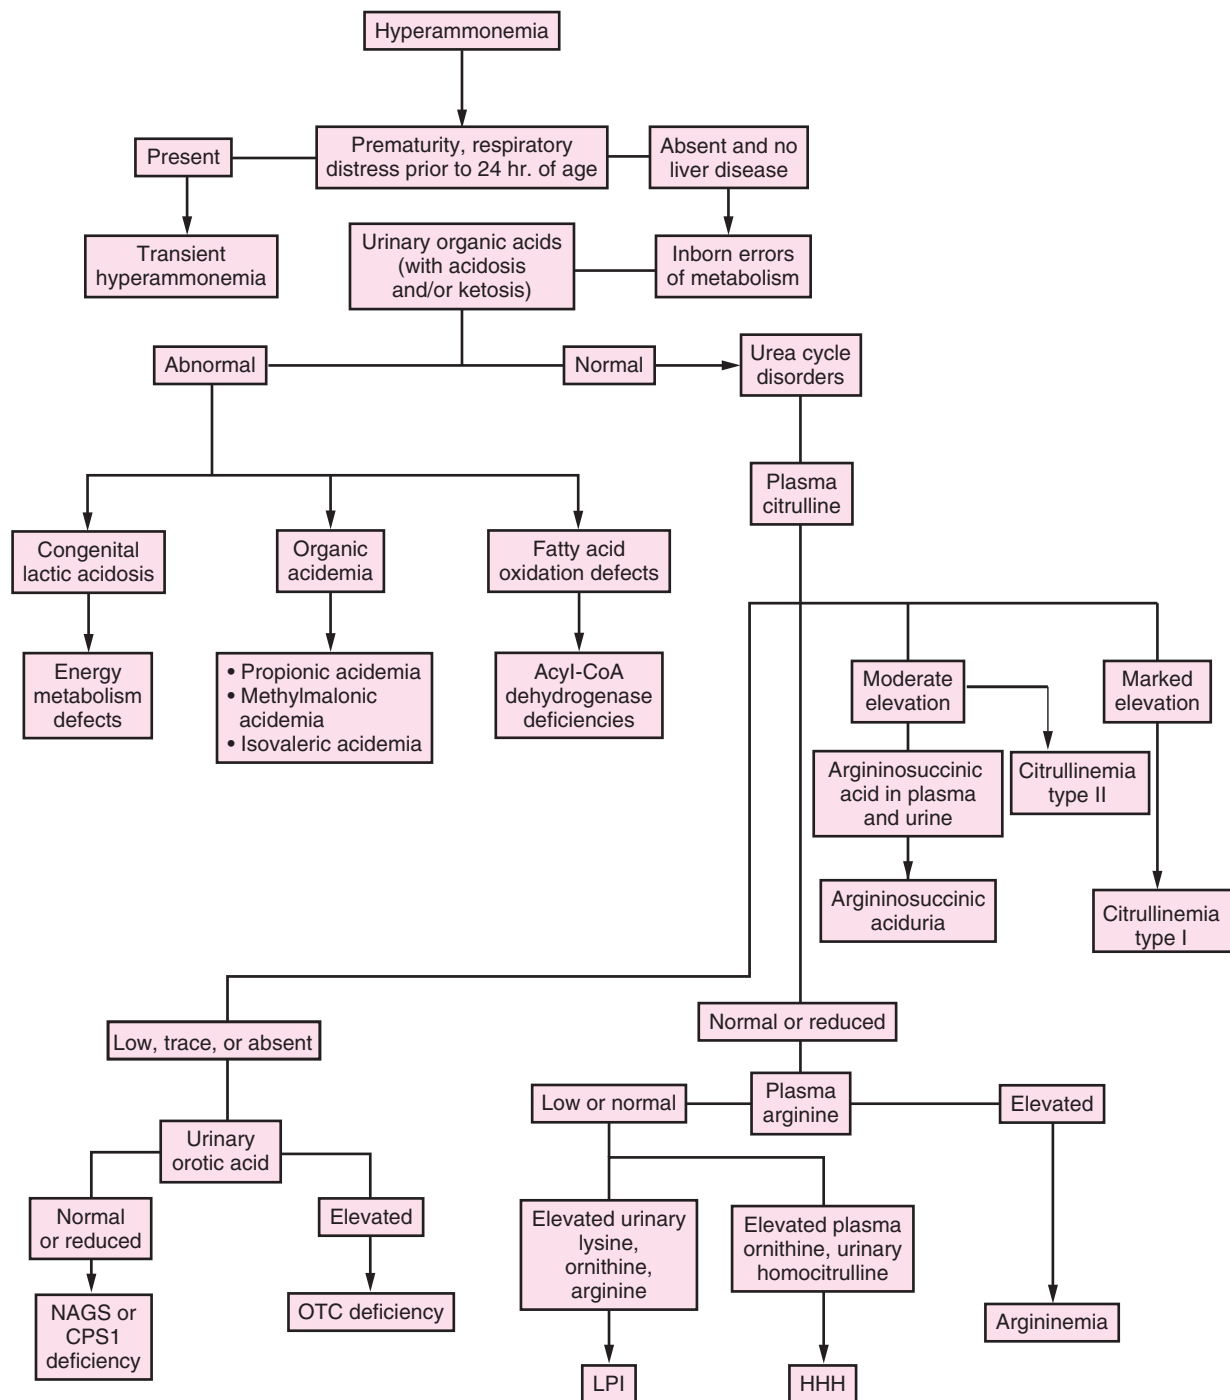 Hyperammonemia
Present
Prematurity, respiratory
distress prior to 24 hr. of age
Absent and no
liver disease
Transient
hyperammonemia
Urinary organic acids
(with acidosis
and/or ketosis)
Inborn errors
of metabolism
Abnormal
Normal
Urea cycle
disorders
Plasma
citrulline
Congenital
lactic acidosis
Organic
acidemia
Fatty acid
oxidation defects
Energy
metabolism
defects
• Propionic acidemia
• Methylmalonic
acidemia
• Isovaleric acidemia
Acyl-CoA
dehydrogenase
deficiencies
Moderate
elevation
Marked
elevation
Argininosuccinic
acid in plasma
and urine
Citrullinemia
type II
Argininosuccinic
aciduria
Citrullinemia
type I
Low, trace, or absent
Normal or reduced
Urinary
orotic acid
Low or normal
Plasma
arginine
Elevated
Normal
or reduced
Elevated
Elevated urinary
lysine,
ornithine,
arginine
Elevated plasma
ornithine, urinary
homocitrulline
NAGS or
CPS1
deficiency
OTC deficiency
Argininemia
LPI
HHH